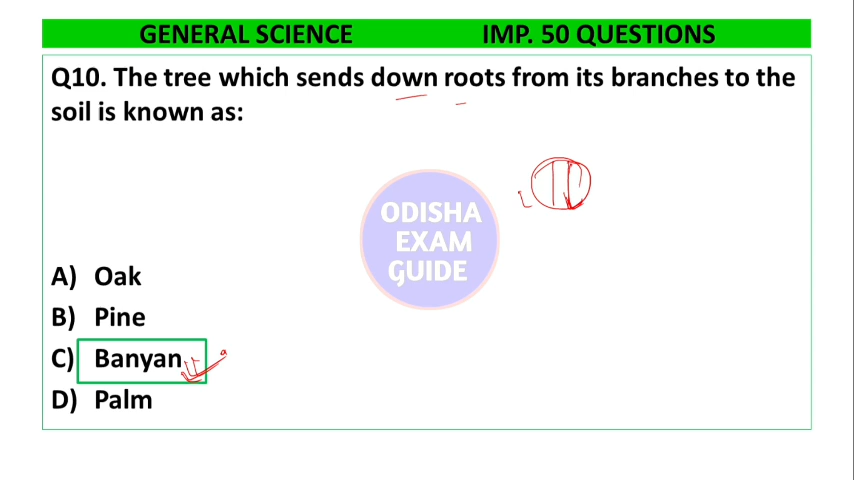 GENERAL SCIENCE IMP. 50 QUESTIONS
Q10. The tree which sends down roots from its branches to the
soil is known as:
ODISHA
EXAM
GUIDE
A) Oak
B) Pine
C) Banyan
D) Palm